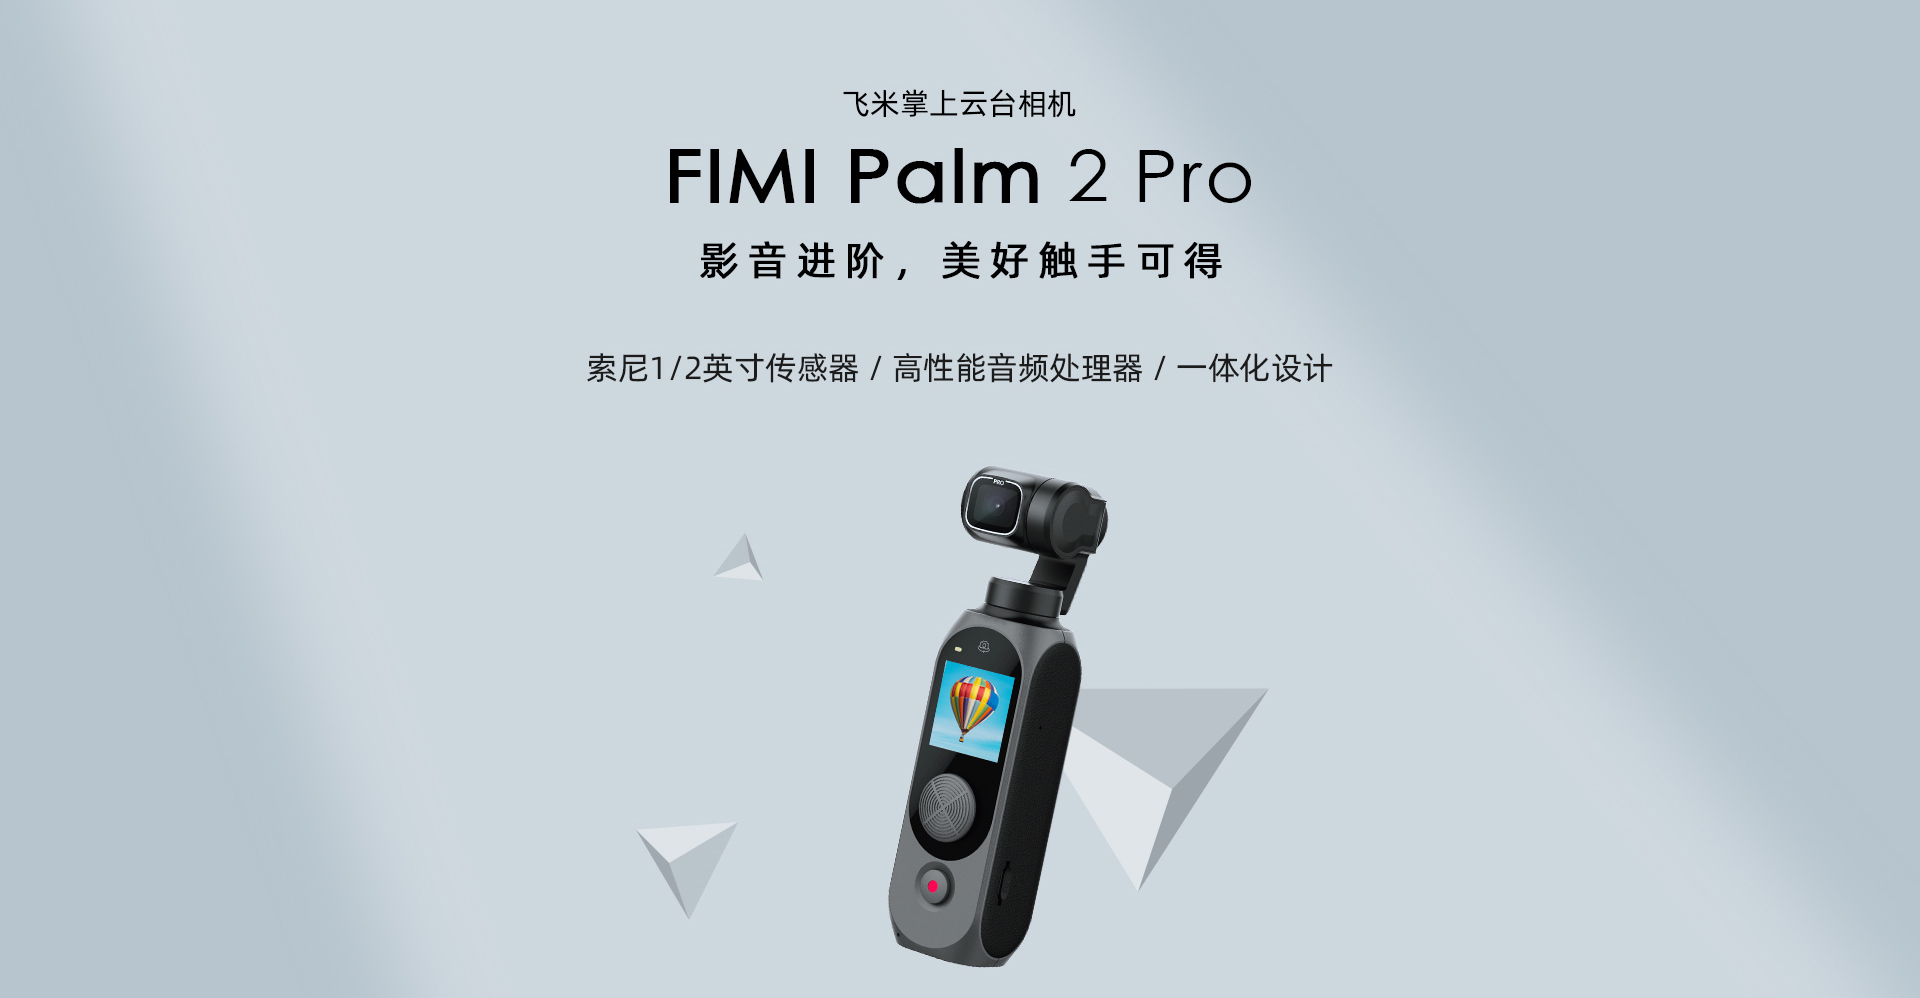 飞米掌上云台相机
FIMI Palm 2 Pro
影音进阶，美好触手可得
索尼1/2英寸传感器 / 高性能音频处理器 / 一体化设计
PRO